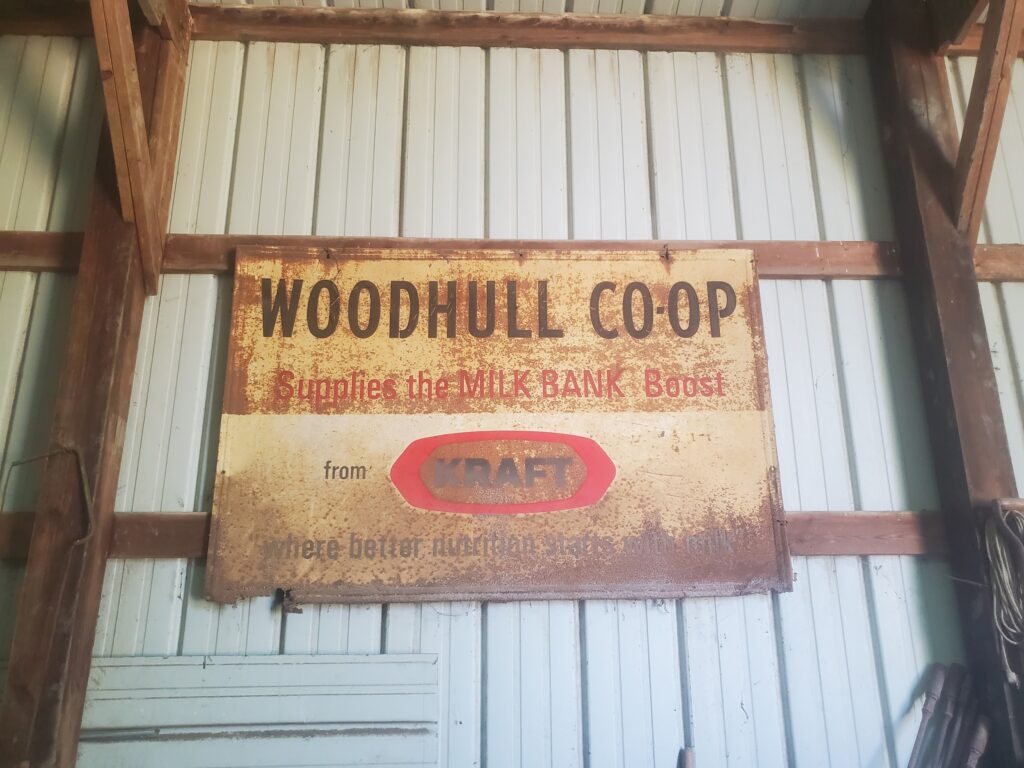 WOODHULL CO-OP
Supplies the MILK BANK Boost
from KRAFT
where better nutrition starts with milk